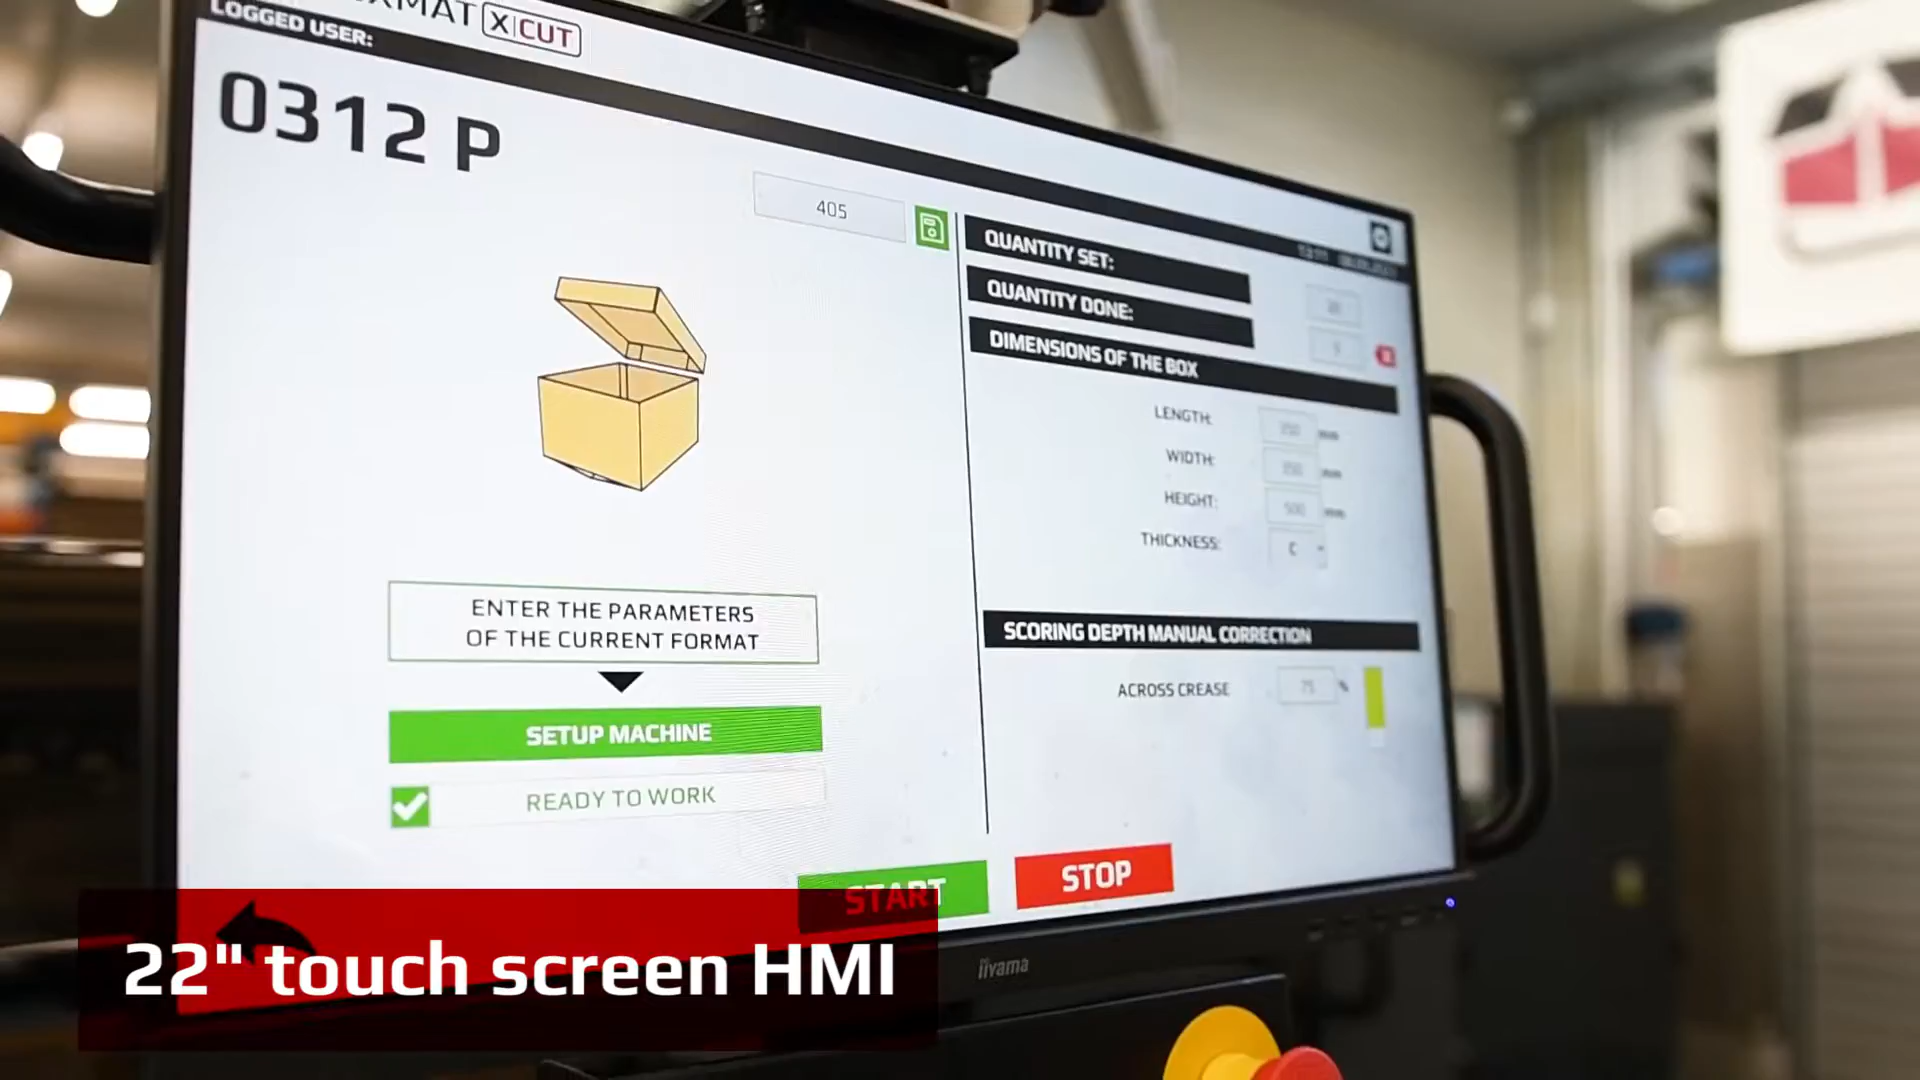 X|CUT
LOGGED USER:
0312 P
405
QUANTITY SET:
QUANTITY DONE:
DIMENSIONS OF THE BOX
LENGTH:
WIDTH:
HEIGHT:
500
THICKNESS:
C
ENTER THE PARAMETERS
OF THE CURRENT FORMAT
SETUP MACHINE
READY TO WORK
SCORING DEPTH MANUAL CORRECTION
ACROSS CREASE
75 %
START
STOP
22" touch screen HMI
iiyama